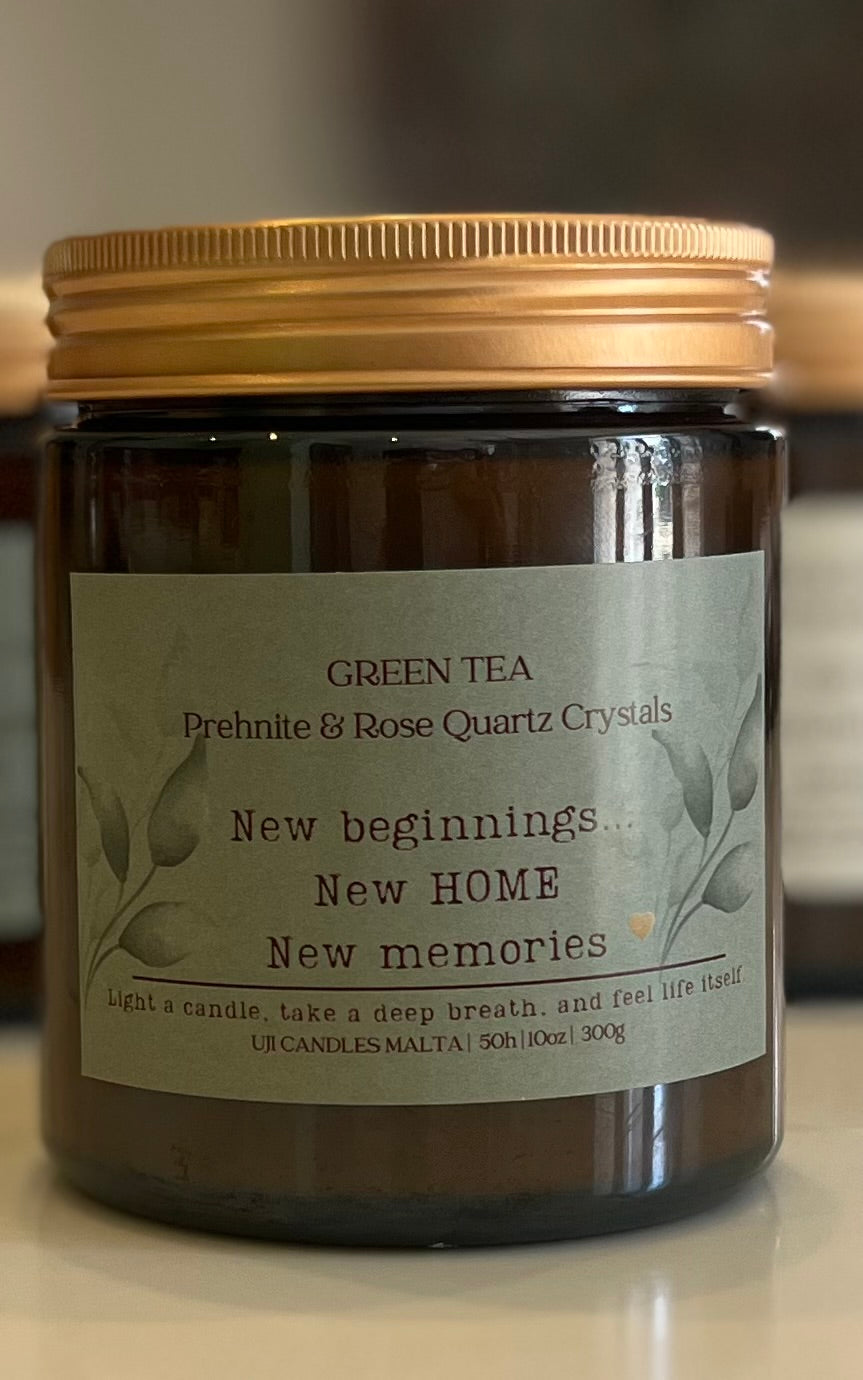 GREEN TEA
Prehnite & Rose Quartz Crystals
New beginnings...
New HOME
New memories
Light a candle, take a deep breath, and feel life itself.
UJI CANDLES MALTA| 50h|10oz| 300g